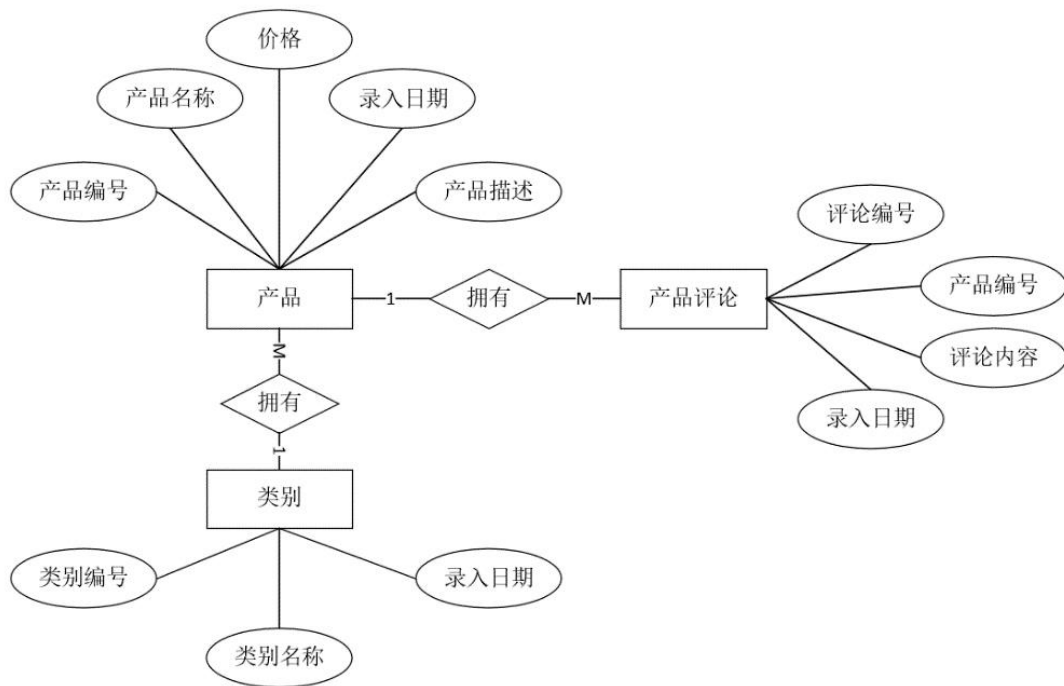 价格
产品名称
录入日期
产品编号
产品描述
评论编号
产品编号
产品
1
拥有
M
产品评论
评论内容
录入日期
M
拥有
1
类别
类别编号
录入日期
类别名称